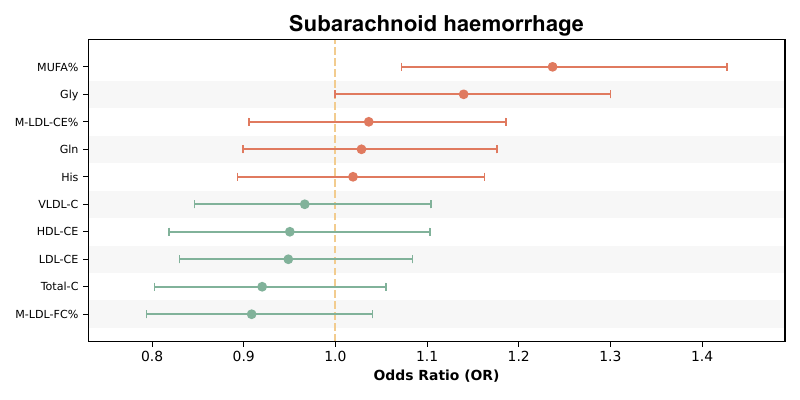 Subarachnoid haemorrhage
MUFA%
Gly
M-LDL-CE%
Gln
His
VLDL-C
HDL-CE
LDL-CE
Total-C
M-LDL-FC%
0.8 0.9 1.0 1.1 1.2 1.3 1.4
Odds Ratio (OR)